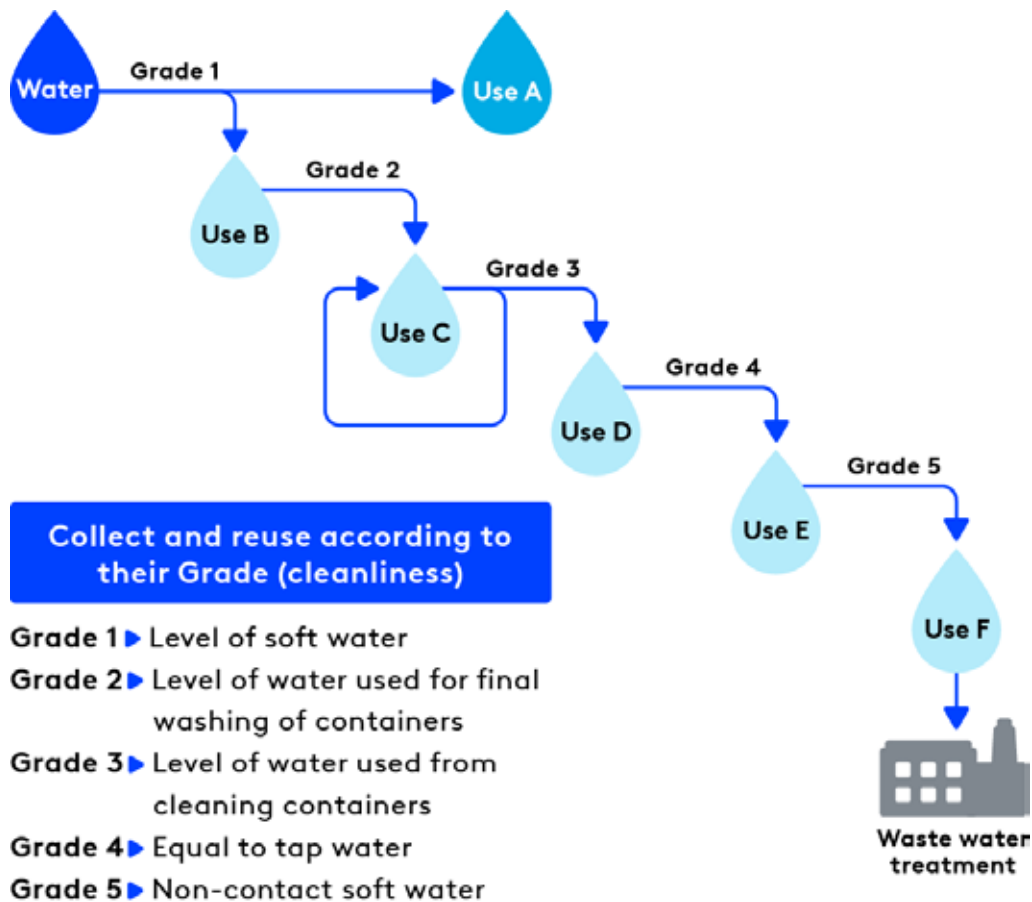 Water
Grade 1
Use A
Grade 2
Use B
Grade 3
Use C
Grade 4
Use D
Grade 5
Use E
Use F
Waste water
treatment
Collect and reuse according to
their Grade (cleanliness)
Grade 1 ▶ Level of soft water
Grade 2 ▶ Level of water used for final
washing of containers
Grade 3 ▶ Level of water used from
cleaning containers
Grade 4 ▶ Equal to tap water
Grade 5 ▶ Non-contact soft water